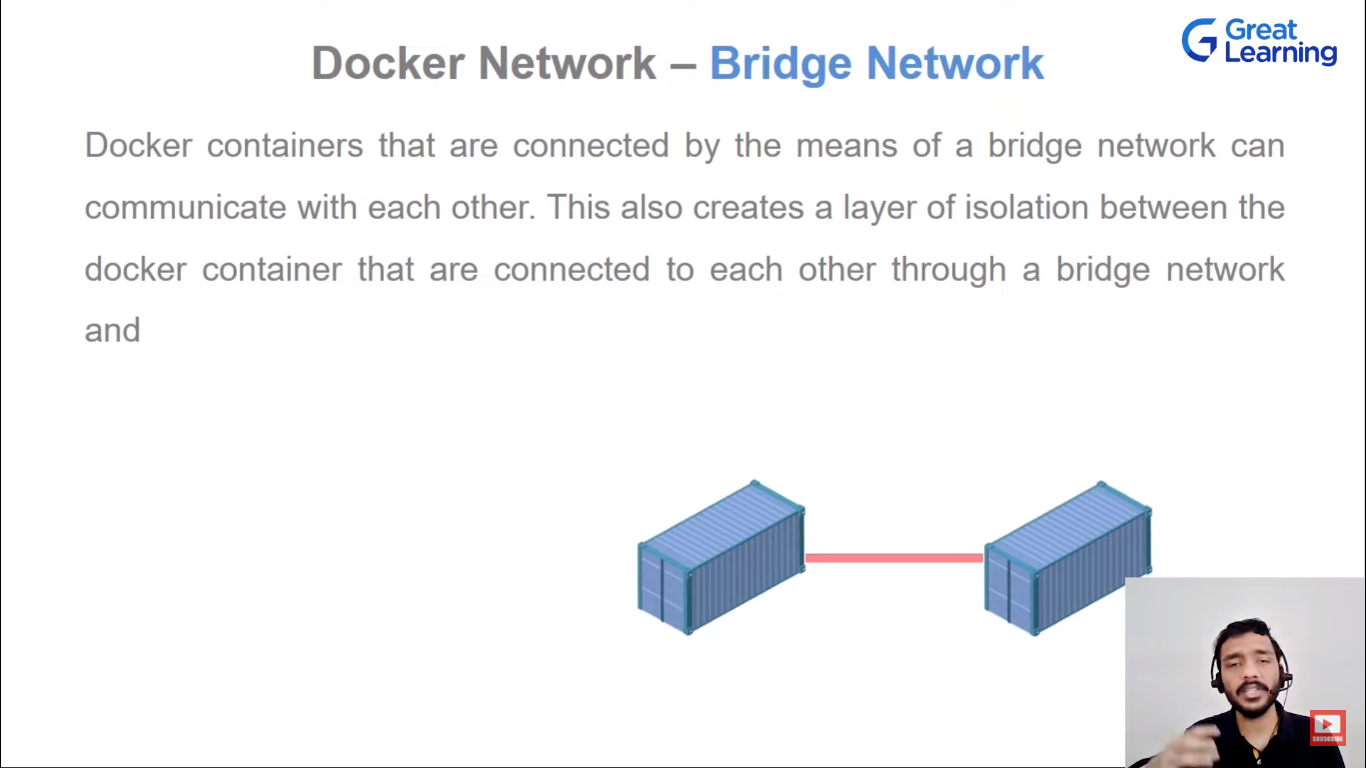 Great
Learning
Docker Network – Bridge Network
Docker containers that are connected by the means of a bridge network can
communicate with each other. This also creates a layer of isolation between the
docker container that are connected to each other through a bridge network
and
SUBSCRIBE